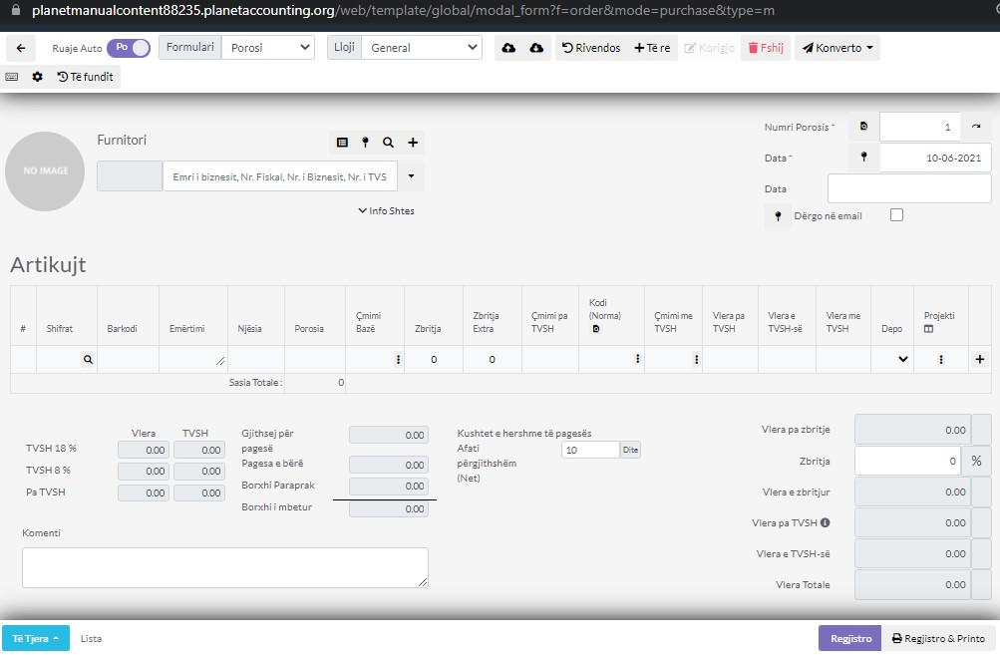 planetmanualcontent88235.planetaccounting.org/web/template/global/modal_form?f=order&mode=purchase&type=m
Ruaje Auto Po Formulari Porosi Lloji General Rivendos Të re Korigjo Fshij Konverto
Të fundit
Furnitori
NO IMAGE
Emri i biznesit, Nr. Fiskal, Nr. i Biznesit, Nr. i TVS
Info Shtes
Numri Porosis * 1
Data * 10-06-2021
Data
Dërgo në email
Artikujt
# Shifrat Barkodi Emërtimi Njësia Porosia Çmimi Bazë Zbritja Zbritja Extra Çmimi pa TVSH Kodi (Norma) Çmimi me TVSH Vlera pa TVSH Vlera e TVSH-së Vlera me TVSH Depo Projekti
0 0
Sasia Totale : 0
Vlera TVSH
TVSH 18 % 0.00 0.00
TVSH 8 % 0.00 0.00
Pa TVSH 0.00 0.00
Gjithsej për pagesë 0.00
Pagesa e bërë 0.00
Borxhi Paraprak 0.00
Borxhi i mbetur 0.00
Kushtet e hershme të pagesës
Afati përgjithshëm (Net) 10 Dite
Vlera pa zbritje 0.00
Zbritja 0 %
Vlera e zbritjur 0.00
Vlera pa TVSH 0.00
Vlera e TVSH-së 0.00
Vlera Totale 0.00
Komenti
Të Tjera Lista Regjistro Regjistro & Printo